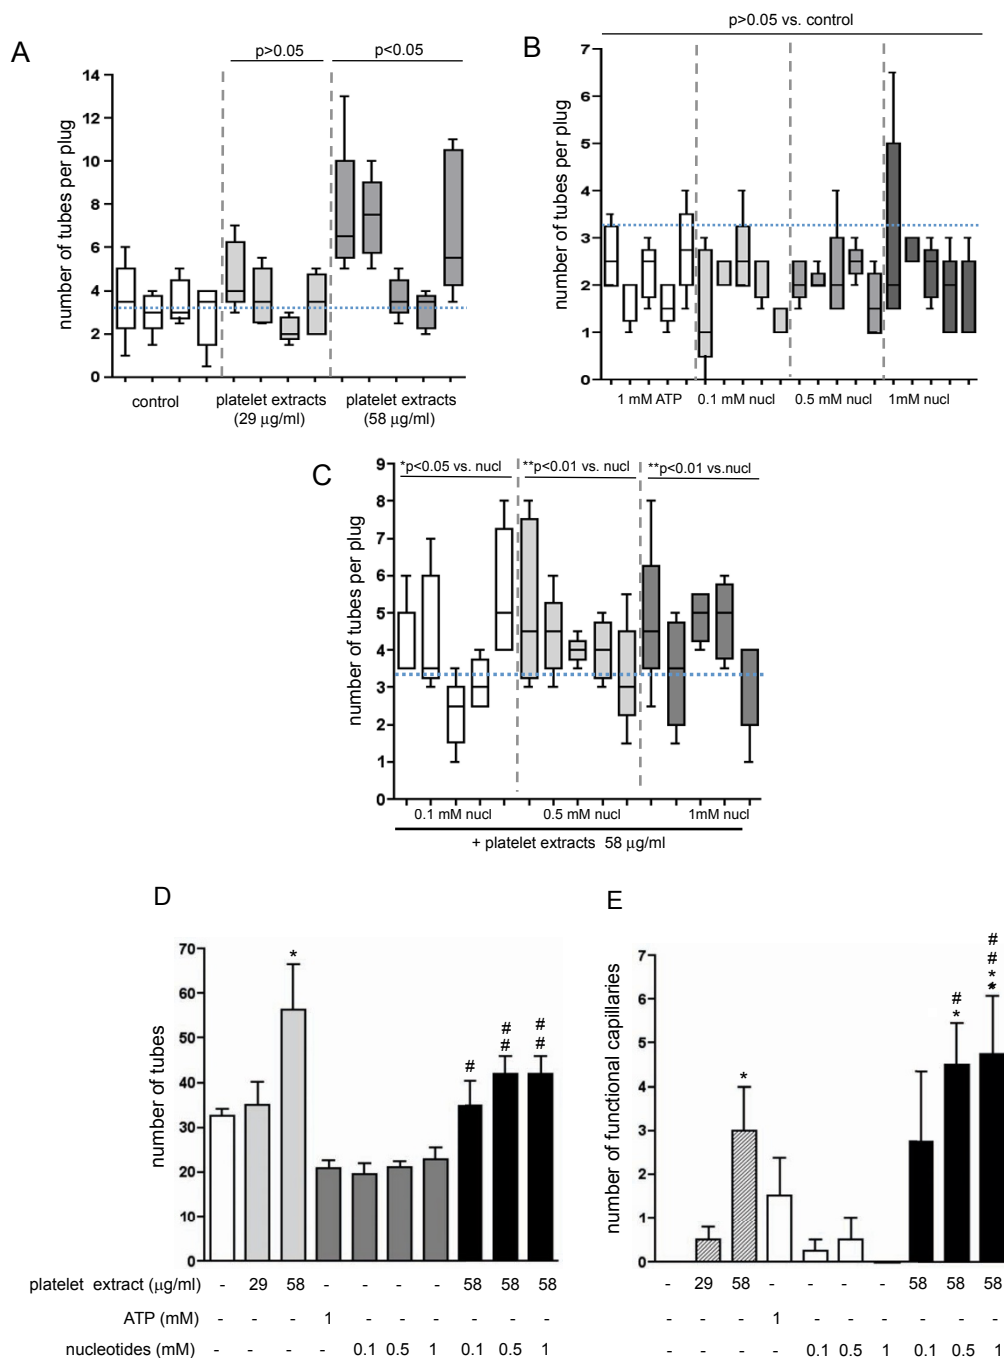 A
p>0.05
p<0.05
number of tubes per plug
14
12
10
8
6
4
2
0
control
platelet extracts
(29 µg/ml)
platelet extracts
(58 µg/ml)
B
p>0.05 vs. control
number of tubes per plug
7
6
5
4
3
2
1
0
1 mM ATP
0.1 mM nucl
0.5 mM nucl
1mM nucl
C
*p<0.05 vs. nucl
**p<0.01 vs. nucl
**p<0.01 vs.nucl
number of tubes per plug
9
8
7
6
5
4
3
2
1
0
0.1 mM nucl
0.5 mM nucl
1mM nucl
+ platelet extracts 58 µg/ml
D
number of tubes
70
60
50
40
30
20
10
0
*
#
# #
# #
platelet extract (µg/ml) - 29 58 - - - - 58 58 58
ATP (mM) - - - 1 - - - - - -
nucleotides (mM) - - - - 0.1 0.5 1 0.1 0.5 1
E
number of functional capillaries
7
6
5
4
3
2
1
0
*
# *
# # * *
- 29 58 - - - - 58 58 58
- - - 1 - - - - - -
- - - - 0.1 0.5 1 0.1 0.5 1